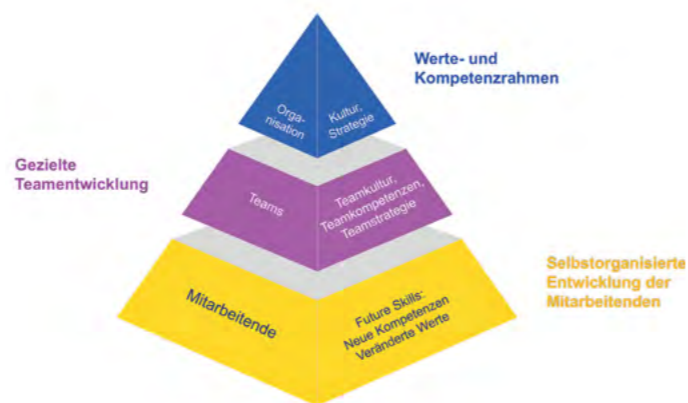 Werte- und
Kompetenzrahmen
Orga-
nisation
Kultur,
Strategie
Gezielte
Teamentwicklung
Teams
Teamkultur,
Teamkompetenzen,
Teamstrategie
Selbstorganisierte
Entwicklung der
Mitarbeitenden
Mitarbeitende
Future Skills:
Neue Kompetenzen
Veränderte Werte